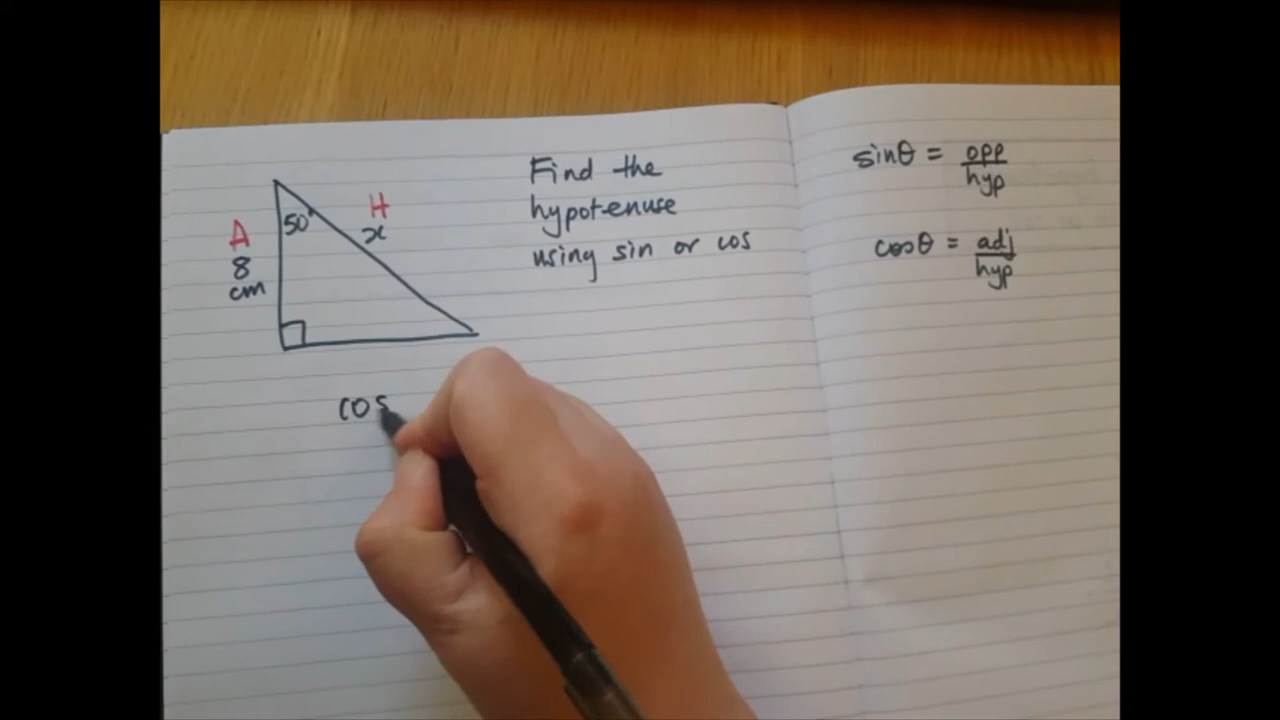 Find the
hypotenuse
using sin or cos
A
8
cm
50°
H
x
sinθ = opp
hyp
cosθ = adj
hyp
cos